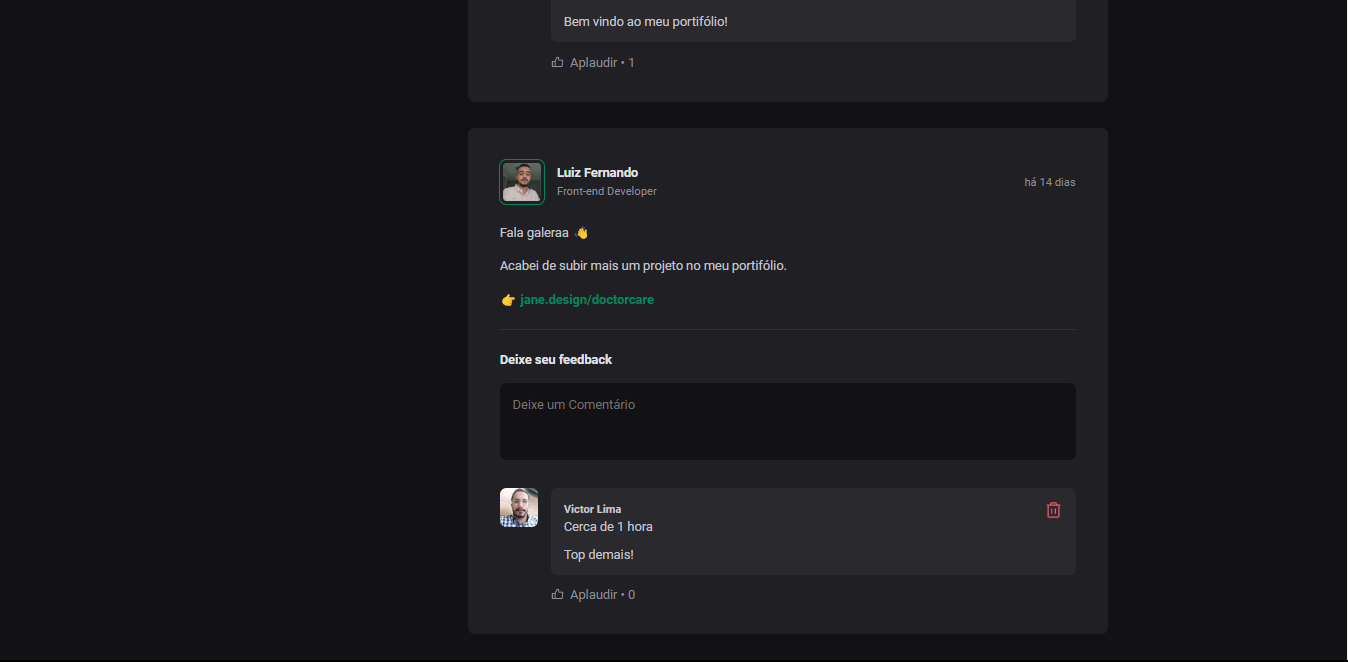 Bem vindo ao meu portifólio!
Aplaudir • 1
Luiz Fernando
Front-end Developer
há 14 dias
Fala galeraa 👋
Acabei de subir mais um projeto no meu portifólio.
👉 jane.design/doctorcare
Deixe seu feedback
Deixe um Comentário
Victor Lima
Cerca de 1 hora
Top demais!
Aplaudir • 0